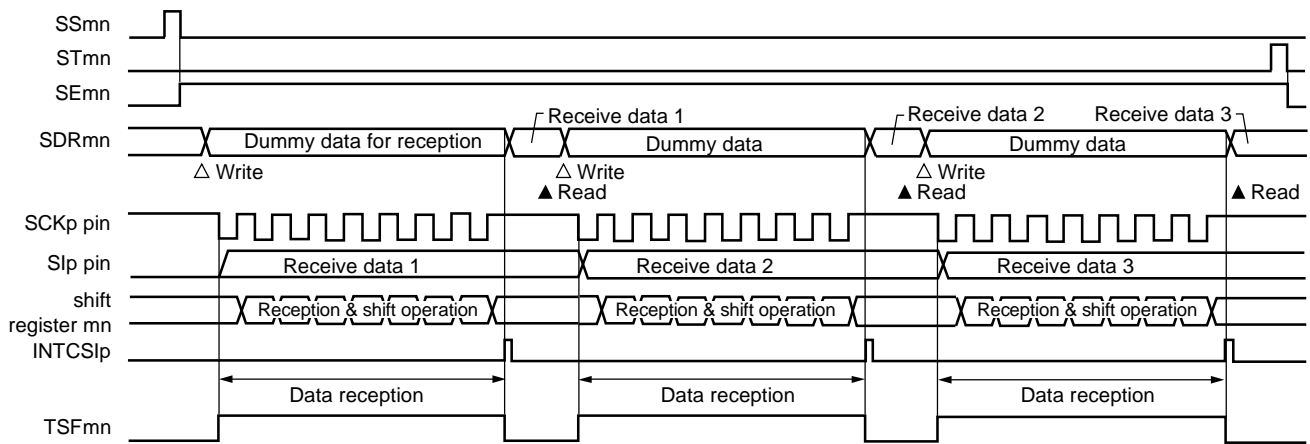 SSmn
STmn
SEmn
Receive data 1
Receive data 2
Receive data 3
SDRmn
Dummy data for reception
Dummy data
Dummy data
△ Write
△ Write
△ Write
▲ Read
▲ Read
▲ Read
SCKp pin
SIp pin
Receive data 1
Receive data 2
Receive data 3
shift
register mn
Reception & shift operation
Reception & shift operation
Reception & shift operation
INTCSIp
Data reception
Data reception
Data reception
TSFmn